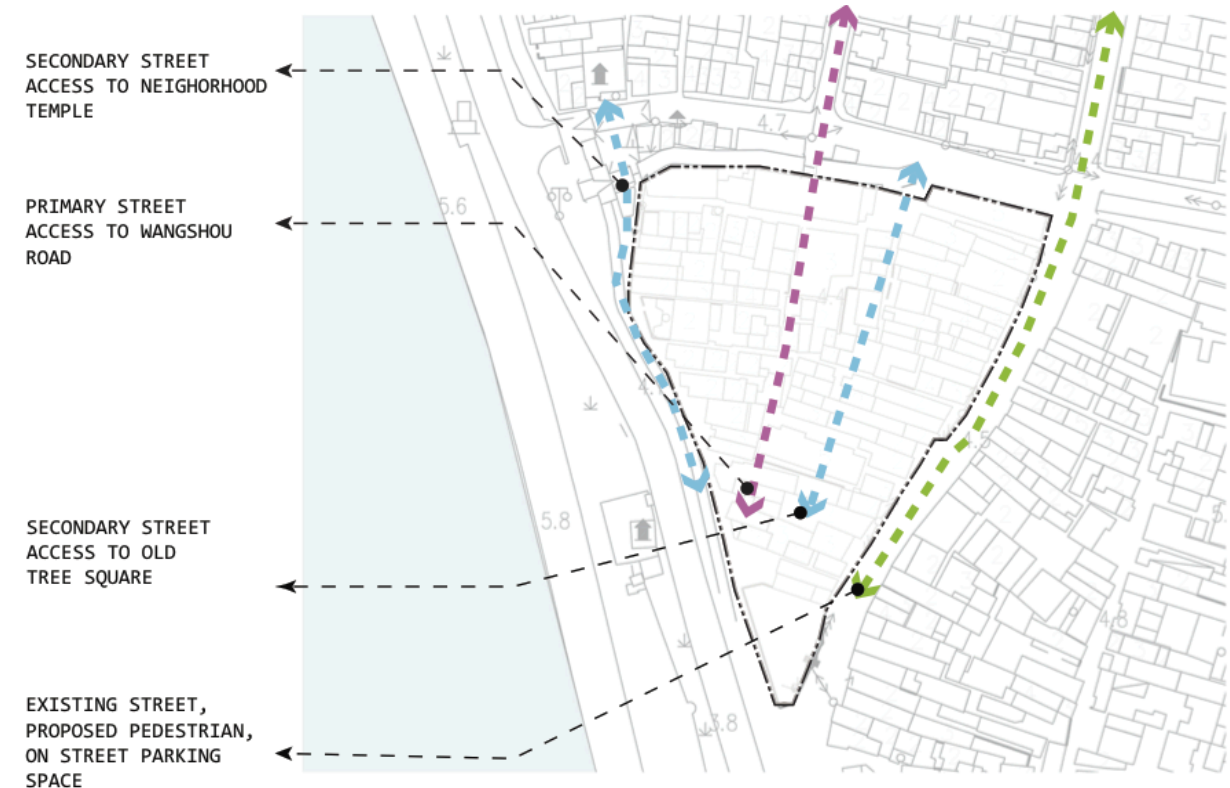 SECONDARY STREET
ACCESS TO NEIGHORHOOD
TEMPLE
PRIMARY STREET
ACCESS TO WANGSHOU
ROAD
SECONDARY STREET
ACCESS TO OLD
TREE SQUARE
EXISTING STREET,
PROPOSED PEDESTRIAN,
ON STREET PARKING
SPACE
4.7
5.6
4.5
5.8
4.8
3.8